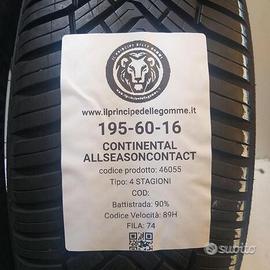 IL PRINCIPE DELLE GOMME
www.ilprincipedellegomme.it
195-60-16
CONTINENTAL
ALLSEASONCONTACT
codice prodotto: 46055
Tipo: 4 STAGIONI
COD:
Battistrada: 90%
Codice Velocità: 89H
FILA: 74
subito